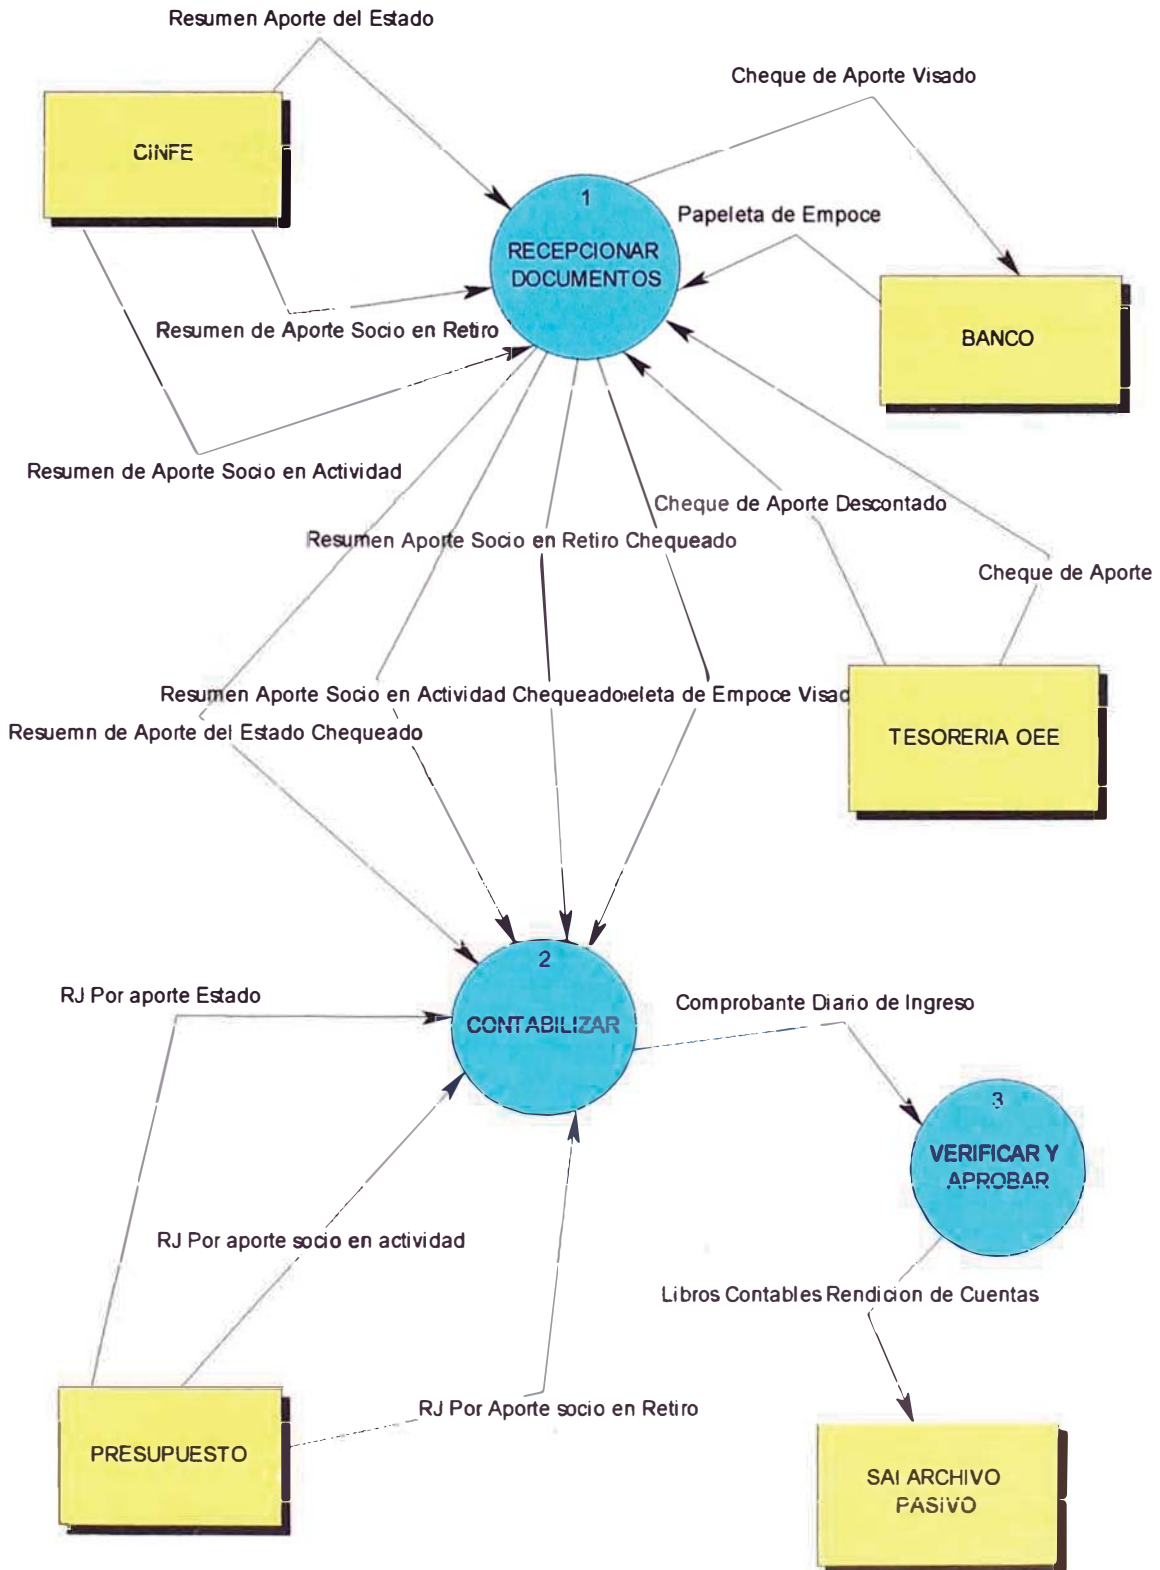 Resumen Aporte del Estado
Cheque de Aporte Visado
CINFE
1
RECEPCIONAR
DOCUMENTOS
Papeleta de Empoce
BANCO
Resumen de Aporte Socio en Retiro
Resumen de Aporte Socio en Actividad
Cheque de Aporte Descontado
Resumen Aporte Socio en Retiro Chequeado
Cheque de Aporte
Resumen Aporte Socio en Actividad Chequeado
eleta de Empoce Visad
Resuemn de Aporte del Estado Chequeado
TESORERIA OEE
2
CONTABILIZAR
RJ Por aporte Estado
Comprobante Diario de Ingreso
3
VERIFICAR Y
APROBAR
RJ Por aporte socio en actividad
Libros Contables Rendicion de Cuentas
RJ Por Aporte socio en Retiro
PRESUPUESTO
SAI ARCHIVO
PASIVO